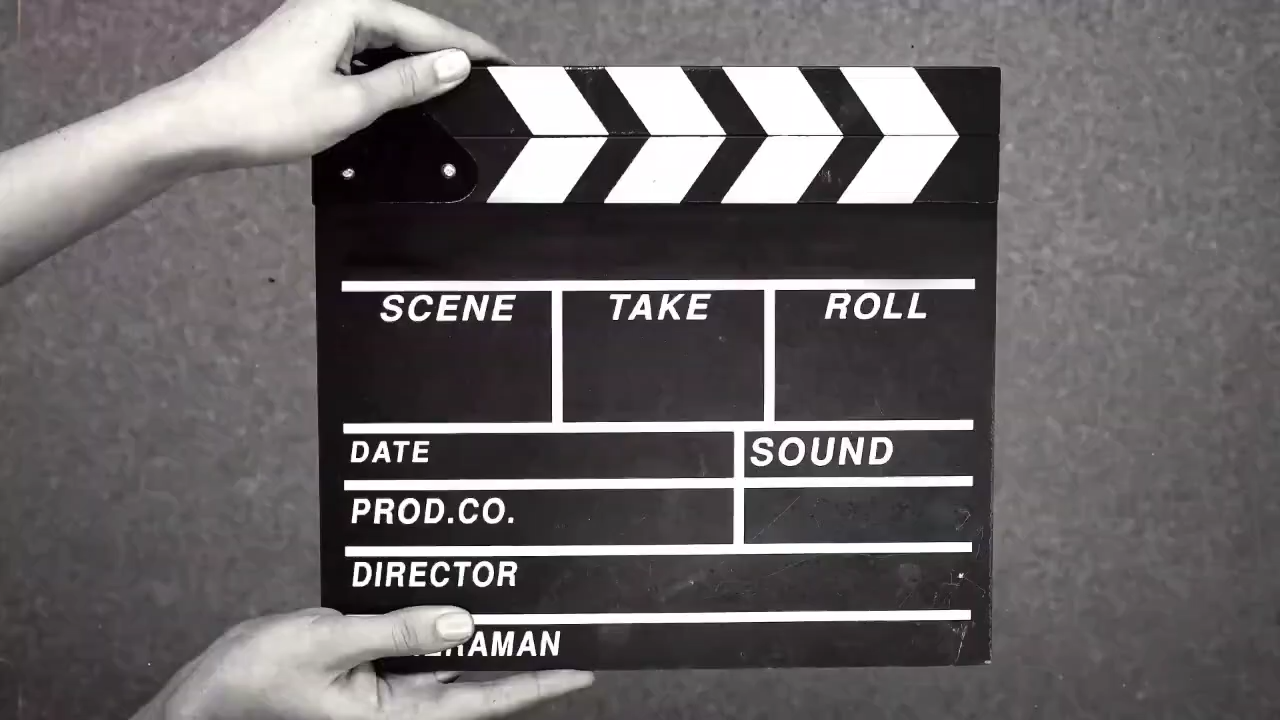 SCENE TAKE ROLL
DATE SOUND
PROD.CO.
DIRECTOR